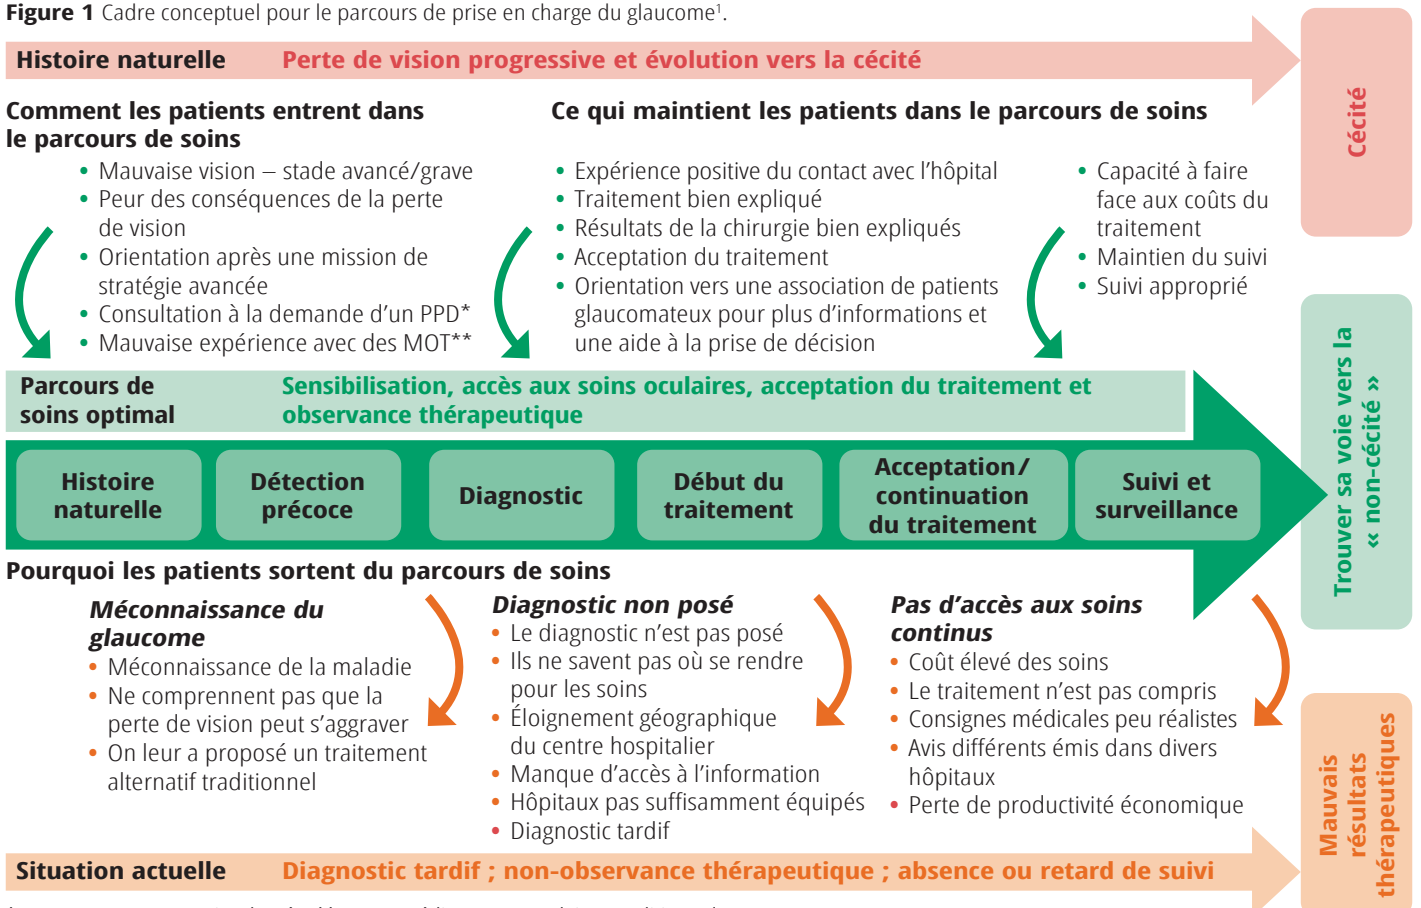 Figure 1 Cadre conceptuel pour le parcours de prise en charge du glaucome¹.
Histoire naturelle Perte de vision progressive et évolution vers la cécité
Cécité
Comment les patients entrent dans
le parcours de soins
• Mauvaise vision – stade avancé/grave
• Peur des conséquences de la perte
de vision
• Orientation après une mission de
stratégie avancée
• Consultation à la demande d’un PPD*
• Mauvaise expérience avec des MOT**
Ce qui maintient les patients dans le parcours de soins
• Expérience positive du contact avec l’hôpital
• Traitement bien expliqué
• Résultats de la chirurgie bien expliqués
• Acceptation du traitement
• Orientation vers une association de patients
glaucomateux pour plus d’informations et
une aide à la prise de décision
• Capacité à faire
face aux coûts du
traitement
• Maintien du suivi
• Suivi approprié
Parcours de
soins optimal
Sensibilisation, accès aux soins oculaires, acceptation du traitement et
observance thérapeutique
Histoire
naturelle
Détection
précoce
Diagnostic
Début du
traitement
Acceptation/
continuation
du traitement
Suivi et
surveillance
Trouver sa voie vers la
« non-cécité »
Pourquoi les patients sortent du parcours de soins
Méconnaissance du
glaucome
• Méconnaissance de la maladie
• Ne comprennent pas que la
perte de vision peut s’aggraver
• On leur a proposé un traitement
alternatif traditionnel
Diagnostic non posé
• Le diagnostic n’est pas posé
• Ils ne savent pas où se rendre
pour les soins
• Éloignement géographique
du centre hospitalier
• Manque d’accès à l’information
• Hôpitaux pas suffisamment équipés
• Diagnostic tardif
Pas d’accès aux soins
continus
• Coût élevé des soins
• Le traitement n’est pas compris
• Consignes médicales peu réalistes
• Avis différents émis dans divers
hôpitaux
• Perte de productivité économique
Situation actuelle Diagnostic tardif ; non-observance thérapeutique ; absence ou retard de suivi
Mauvais
résultats
thérapeutiques